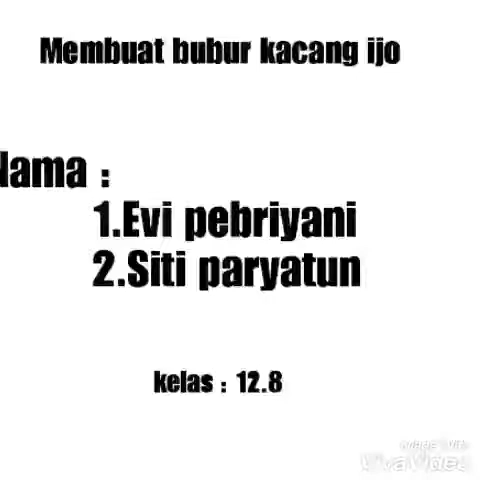 Membuat bubur kacang ijo
Nama :
1.Evi pebriyani
2.Siti paryatun
kelas : 12.8
VivaVideo